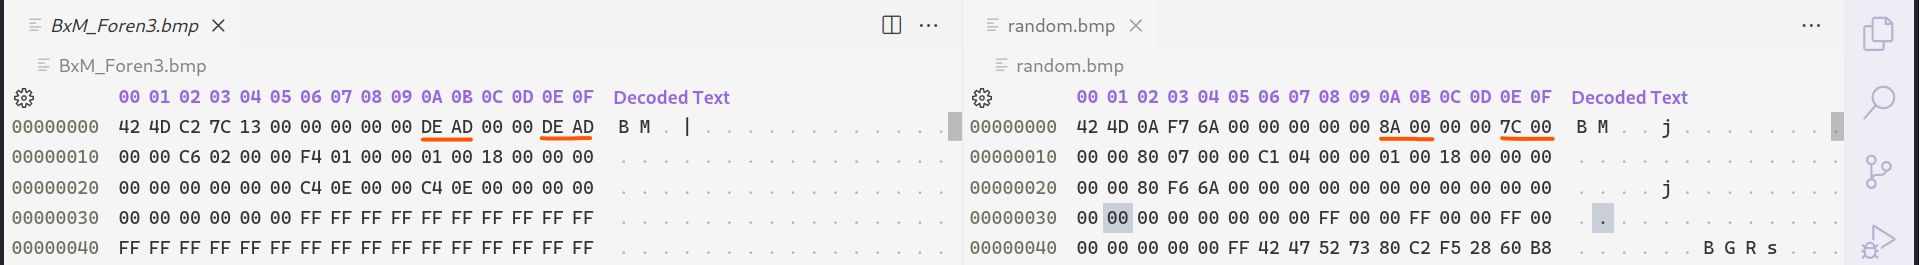 BxM_Foren3.bmp
BxM_Foren3.bmp
00 01 02 03 04 05 06 07 08 09 0A 0B 0C 0D 0E 0F Decoded Text
00000000 42 4D C2 7C 13 00 00 00 00 00 DE AD 00 00 DE AD B M . | . . . . . . . . . . .
00000010 00 00 C6 02 00 00 F4 01 00 00 01 00 18 00 00 00 . . . . . . . . . . . . . . . .
00000020 00 00 00 00 00 00 C4 0E 00 00 C4 0E 00 00 00 00 . . . . . . . . . . . . . . . .
00000030 00 00 00 00 00 00 FF FF FF FF FF FF FF FF FF FF . . . . . . . . . . . . . . . .
00000040 FF FF FF FF FF FF FF FF FF FF FF FF FF FF FF FF . . . . . . . . . . . . . . . .
random.bmp
random.bmp
00 01 02 03 04 05 06 07 08 09 0A 0B 0C 0D 0E 0F Decoded Text
00000000 42 4D 0A F7 6A 00 00 00 00 00 8A 00 00 00 7C 00 B M . . j . . . . . . . . . . .
00000010 00 00 80 07 00 00 C1 04 00 00 01 00 18 00 00 00 . . . . . . . . . . . . . . . .
00000020 00 00 80 F6 6A 00 00 00 00 00 00 00 00 00 00 00 . . . . j . . . . . . . . . . .
00000030 00 00 00 00 00 00 00 00 FF 00 00 FF 00 00 FF 00 . . . . . . . . . . . . . . . .
00000040 00 00 00 00 00 FF 42 47 52 73 80 C2 F5 28 60 B8 . . . . . . B G R s . . . . . .